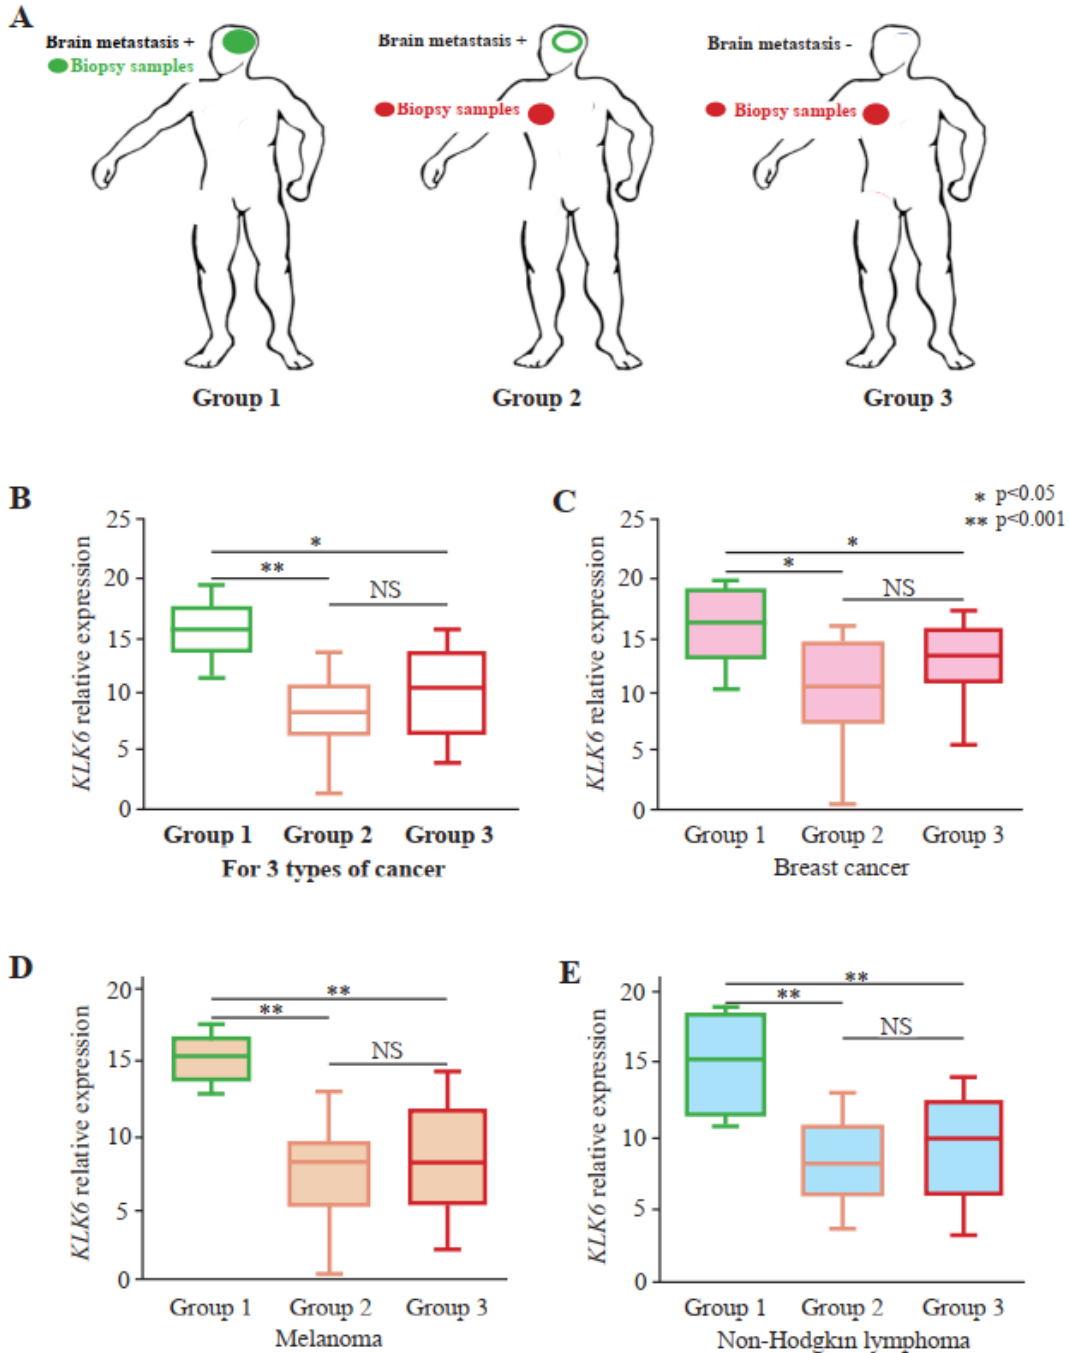 A
Brain metastasis +
Biopsy samples
Brain metastasis +
Biopsy samples
Brain metastasis -
Biopsy samples
Group 1
Group 2
Group 3
B
KLK6 relative expression
25
20
15
10
5
0
*
**
NS
Group 1
Group 2
Group 3
For 3 types of cancer
C
* p<0.05
** p<0.001
KLK6 relative expression
25
20
15
10
5
0
*
*
NS
Group 1
Group 2
Group 3
Breast cancer
D
KLK6 relative expression
20
15
10
5
0
**
**
NS
Group 1
Group 2
Group 3
Melanoma
E
KLK6 relative expression
20
15
10
5
0
**
**
NS
Group 1
Group 2
Group 3
Non-Hodgkin lymphoma